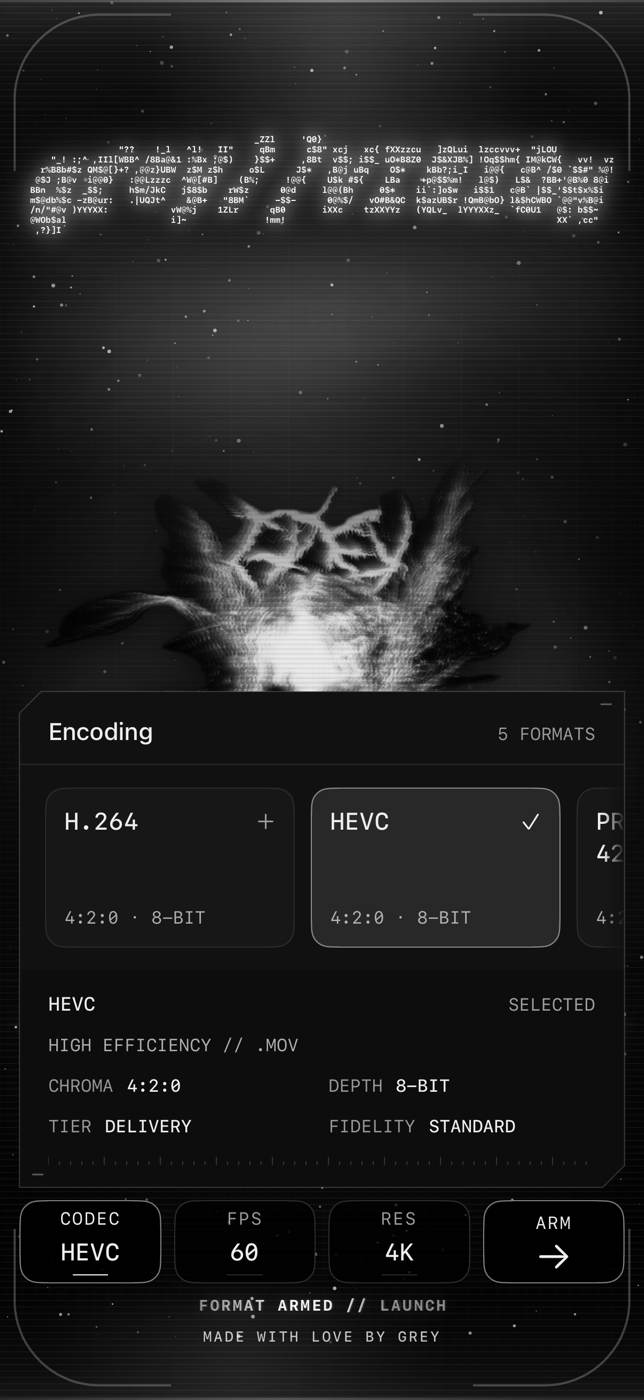 Encoding
5 FORMATS
H.264
HEVC
4:2:0 · 8–BIT
4:2:0 · 8–BIT
HEVC
SELECTED
HIGH EFFICIENCY // .MOV
CHROMA 4:2:0
DEPTH 8–BIT
TIER DELIVERY
FIDELITY STANDARD
CODEC
HEVC
FPS
60
RES
4K
ARM
FORMAT ARMED // LAUNCH
MADE WITH LOVE BY GREY